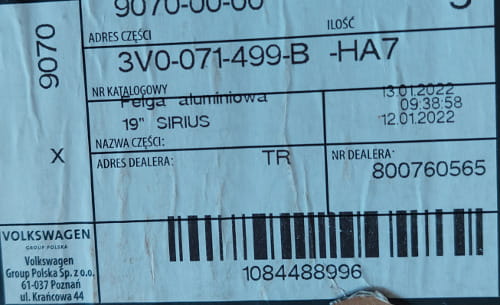 9070-00-00
ADRES CZĘŚCI
ILOŚĆ
9070
3V0-071-499-B -HA7
NR KATALOGOWY
Felga aluminiowa
13.01.2022
09:38:58
19" SIRIUS
12.01.2022
NAZWA CZĘŚCI:
X
ADRES DEALERA:
TR
NR DEALERA:
800760565
VOLKSWAGEN
GROUP POLSKA
Volkswagen
Group Polska Sp. z o.o.
61-037 Poznań
ul. Krańcowa 44
1084488996